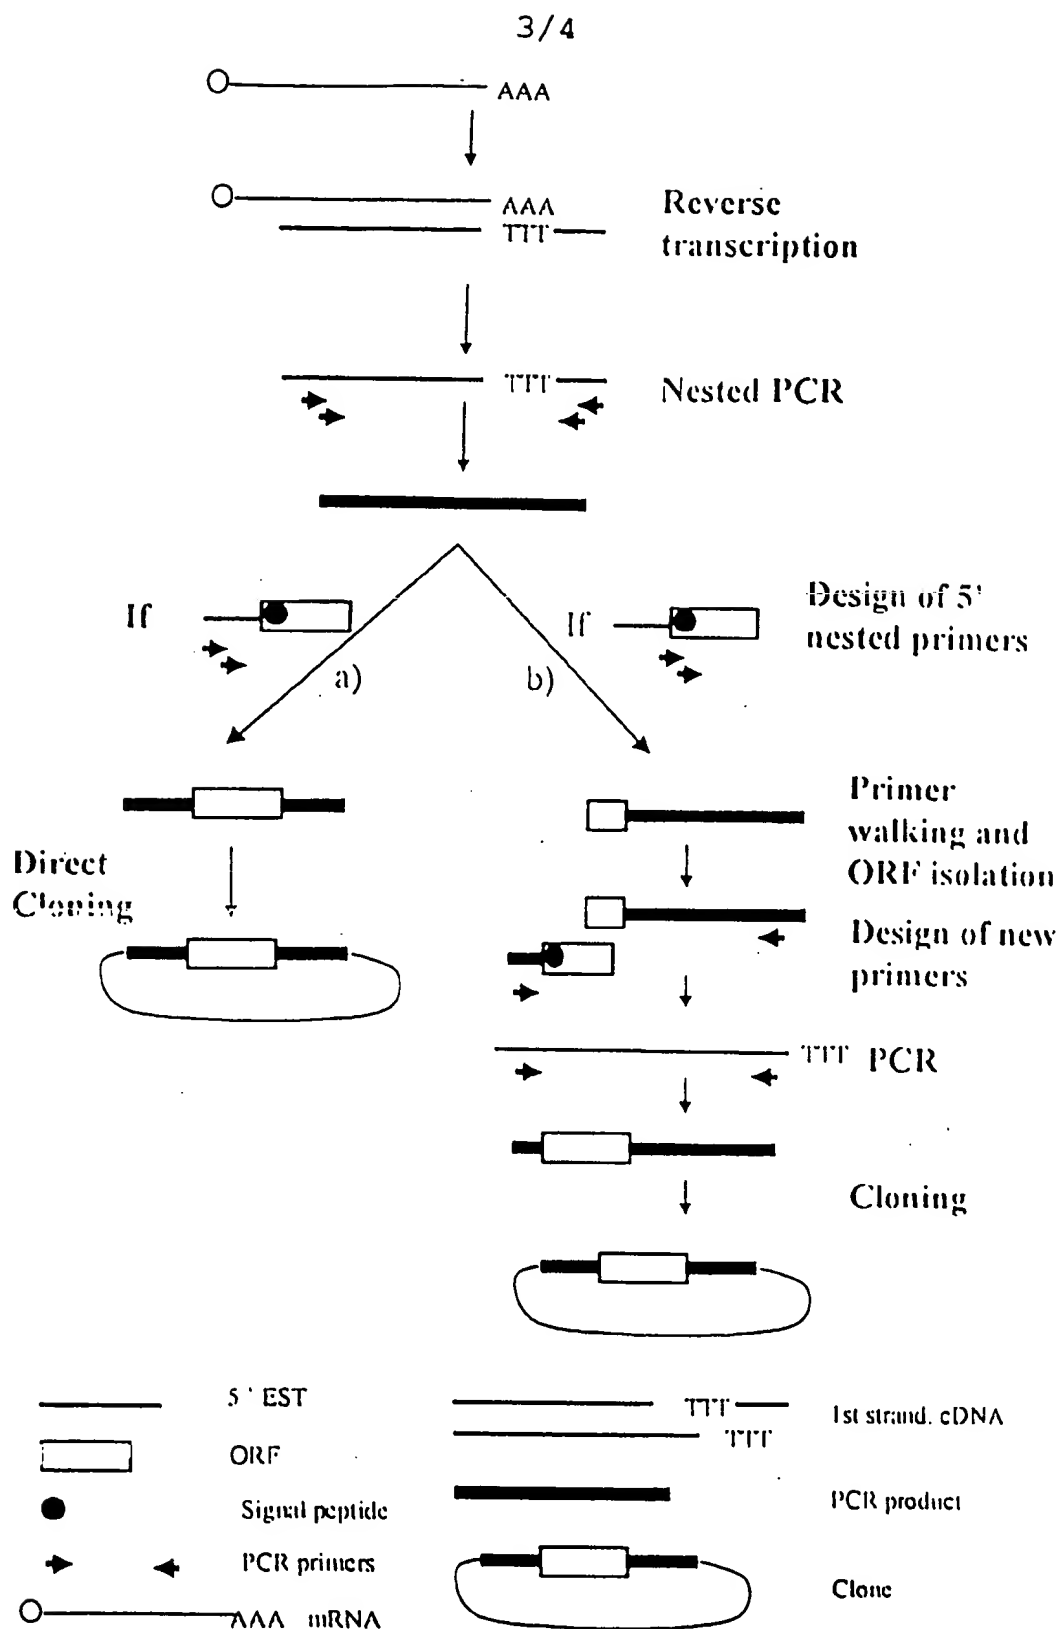 3/4
AAA
AAA
TTT
Reverse
transcription
TTT
Nested PCR
If
If
Design of 5'
nested primers
a)
b)
Direct
Cloning
Primer
walking and
ORF isolation
Design of new
primers
TTT PCR
Cloning
5' EST
ORF
Signal peptide
PCR primers
AAA mRNA
TTT
TTT
1st strand. cDNA
PCR product
Clone